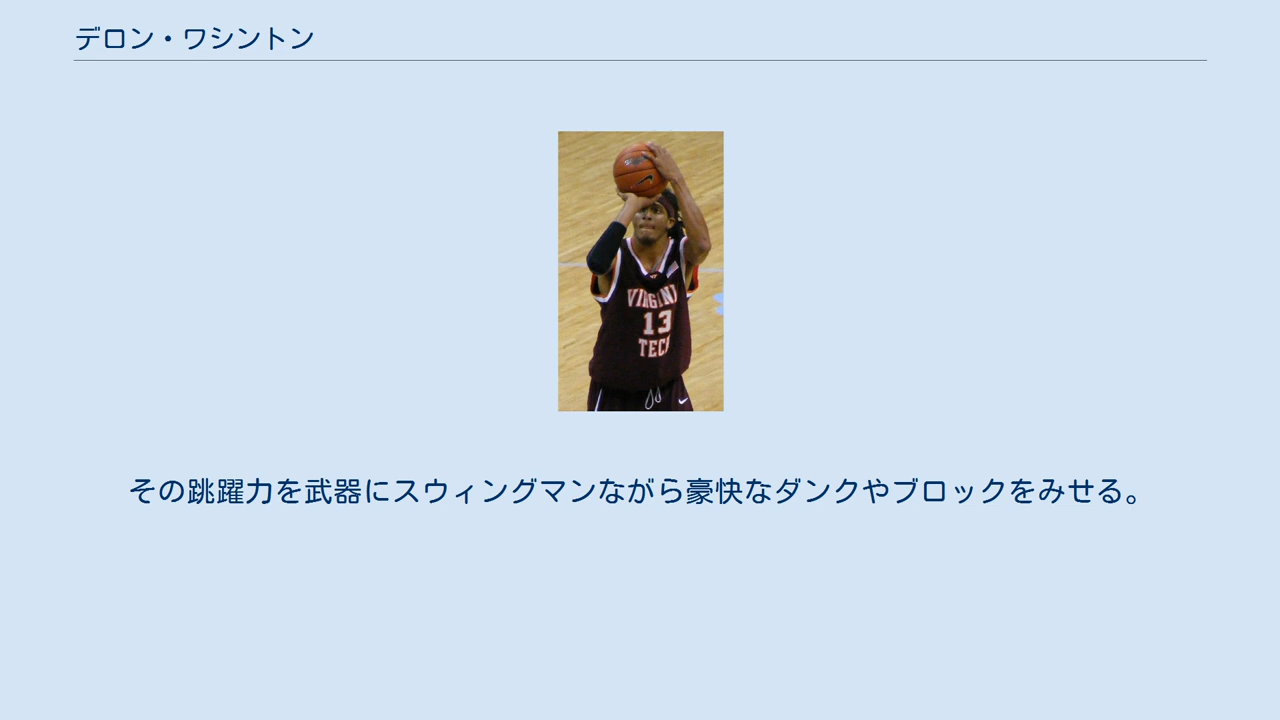 デロン・ワシントン
VIRGINI
13
TECH
その跳躍力を武器にスウィングマンながら豪快なダンクやブロックをみせる。